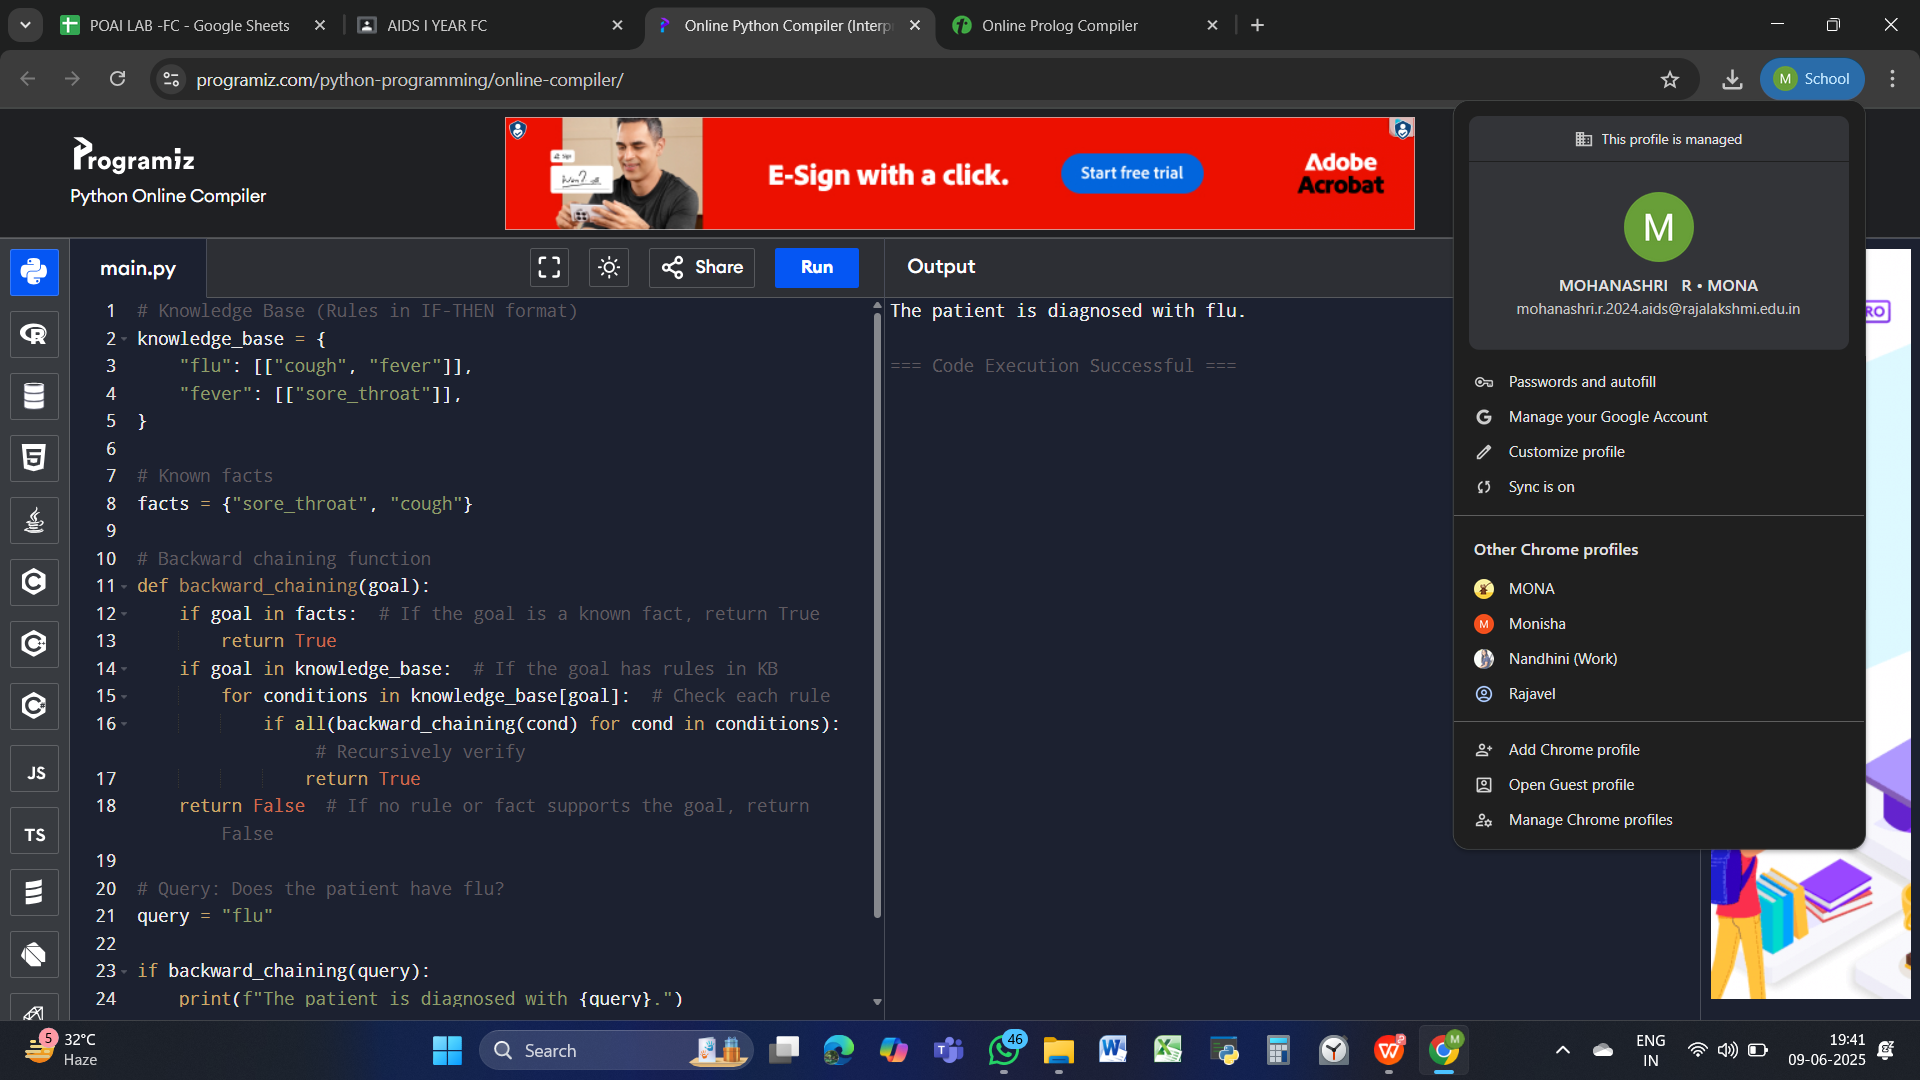 POAI LAB -FC - Google Sheets
AIDS I YEAR FC
Online Python Compiler (Interp
Online Prolog Compiler
programiz.com/python-programming/online-compiler/
M School
Programiz
Python Online Compiler
E-Sign with a click.
Start free trial
Adobe
Acrobat
main.py
Share
Run
Output
1 # Knowledge Base (Rules in IF-THEN format)
2 knowledge_base = {
3 "flu": [["cough", "fever"]],
4 "fever": [["sore_throat"]],
5 }
6
7 # Known facts
8 facts = {"sore_throat", "cough"}
9
10 # Backward chaining function
11 def backward_chaining(goal):
12 if goal in facts:  # If the goal is a known fact, return True
13 return True
14 if goal in knowledge_base:  # If the goal has rules in KB
15 for conditions in knowledge_base[goal]:  # Check each rule
16 if all(backward_chaining(cond) for cond in conditions):
# Recursively verify
17 return True
18 return False  # If no rule or fact supports the goal, return
False
19
20 # Query: Does the patient have flu?
21 query = "flu"
22
23 if backward_chaining(query):
24 print(f"The patient is diagnosed with {query}.")
The patient is diagnosed with flu.
=== Code Execution Successful ===
This profile is managed
M
MOHANASHRI R • MONA
mohanashri.r.2024.aids@rajalakshmi.edu.in
Passwords and autofill
Manage your Google Account
Customize profile
Sync is on
Other Chrome profiles
MONA
M Monisha
Nandhini (Work)
Rajavel
Add Chrome profile
Open Guest profile
Manage Chrome profiles
RO
R
5
C
C
C
JS
TS
5
32°C
Haze
Search
46
M
ENG
IN
19:41
09-06-2025